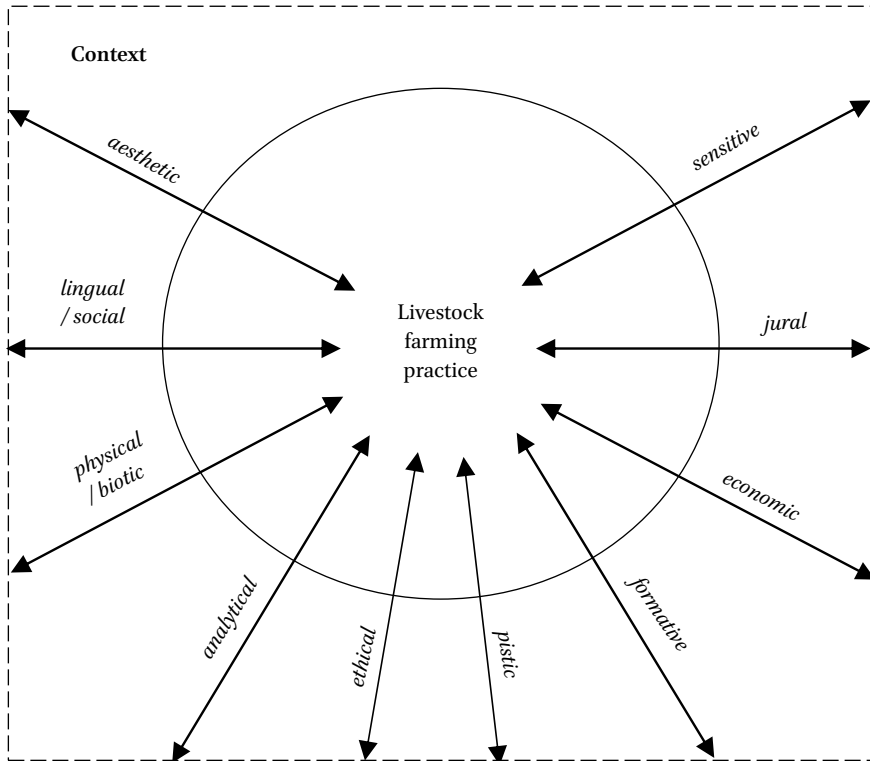 Context
aesthetic
sensitive
lingual
/ social
Livestock
farming
practice
jural
physical
/ biotic
economic
analytical
ethical
pistic
formative